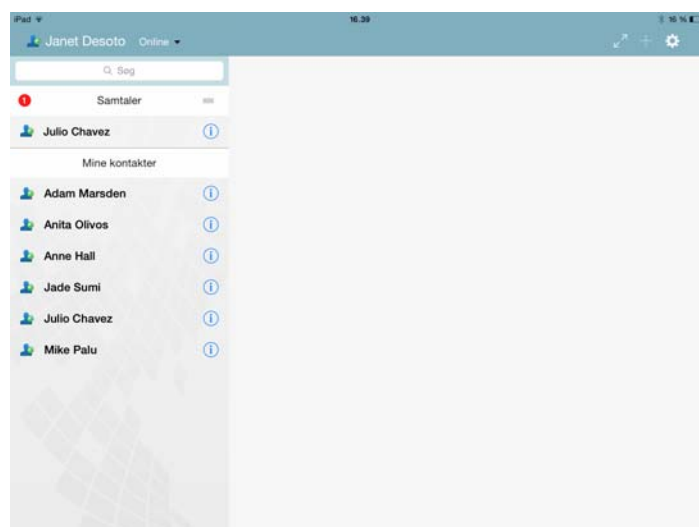 iPad 16.39 16 %
Janet Desoto Online
Søg
1 Samtaler
Julio Chavez
Mine kontakter
Adam Marsden
Anita Olivos
Anne Hall
Jade Sumi
Julio Chavez
Mike Palu